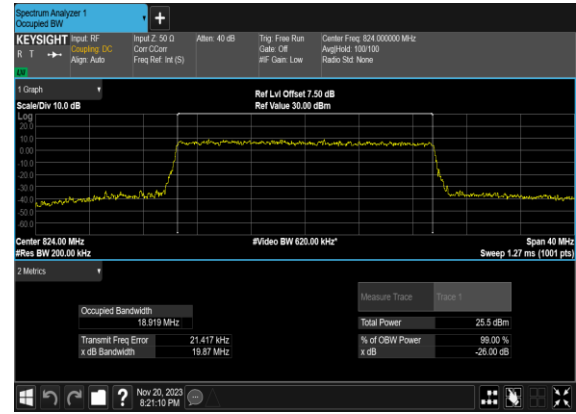 Spectrum Analyzer 1
Occupied BW
+
KEYSIGHT Input: RF Input Z: 50 Ω Atten: 40 dB Trig: Free Run Center Freq: 824.000000 MHz
R T Coupling: DC Corr CCorr Gate: Off Avg|Hold: 100/100
Align: Auto Freq Ref: Int (S) #IF Gain: Low Radio Std: None
LW
1 Graph
Ref Lvl Offset 7.50 dB
Scale/Div 10.0 dB Ref Value 30.00 dBm
Log
20.0
10.0
0.00
-10.0
-20.0
-30.0
-40.0
-50.0
-60.0
Center 824.00 MHz #Video BW 620.00 kHz* Span 40 MHz
#Res BW 200.00 kHz Sweep 1.27 ms (1001 pts)
2 Metrics
Measure Trace Trace 1
Occupied Bandwidth
18.919 MHz Total Power 25.5 dBm
Transmit Freq Error 21.417 kHz % of OBW Power 99.00 %
x dB Bandwidth 19.87 MHz x dB -26.00 dB
?
Nov 20, 2023
8:21:10 PM